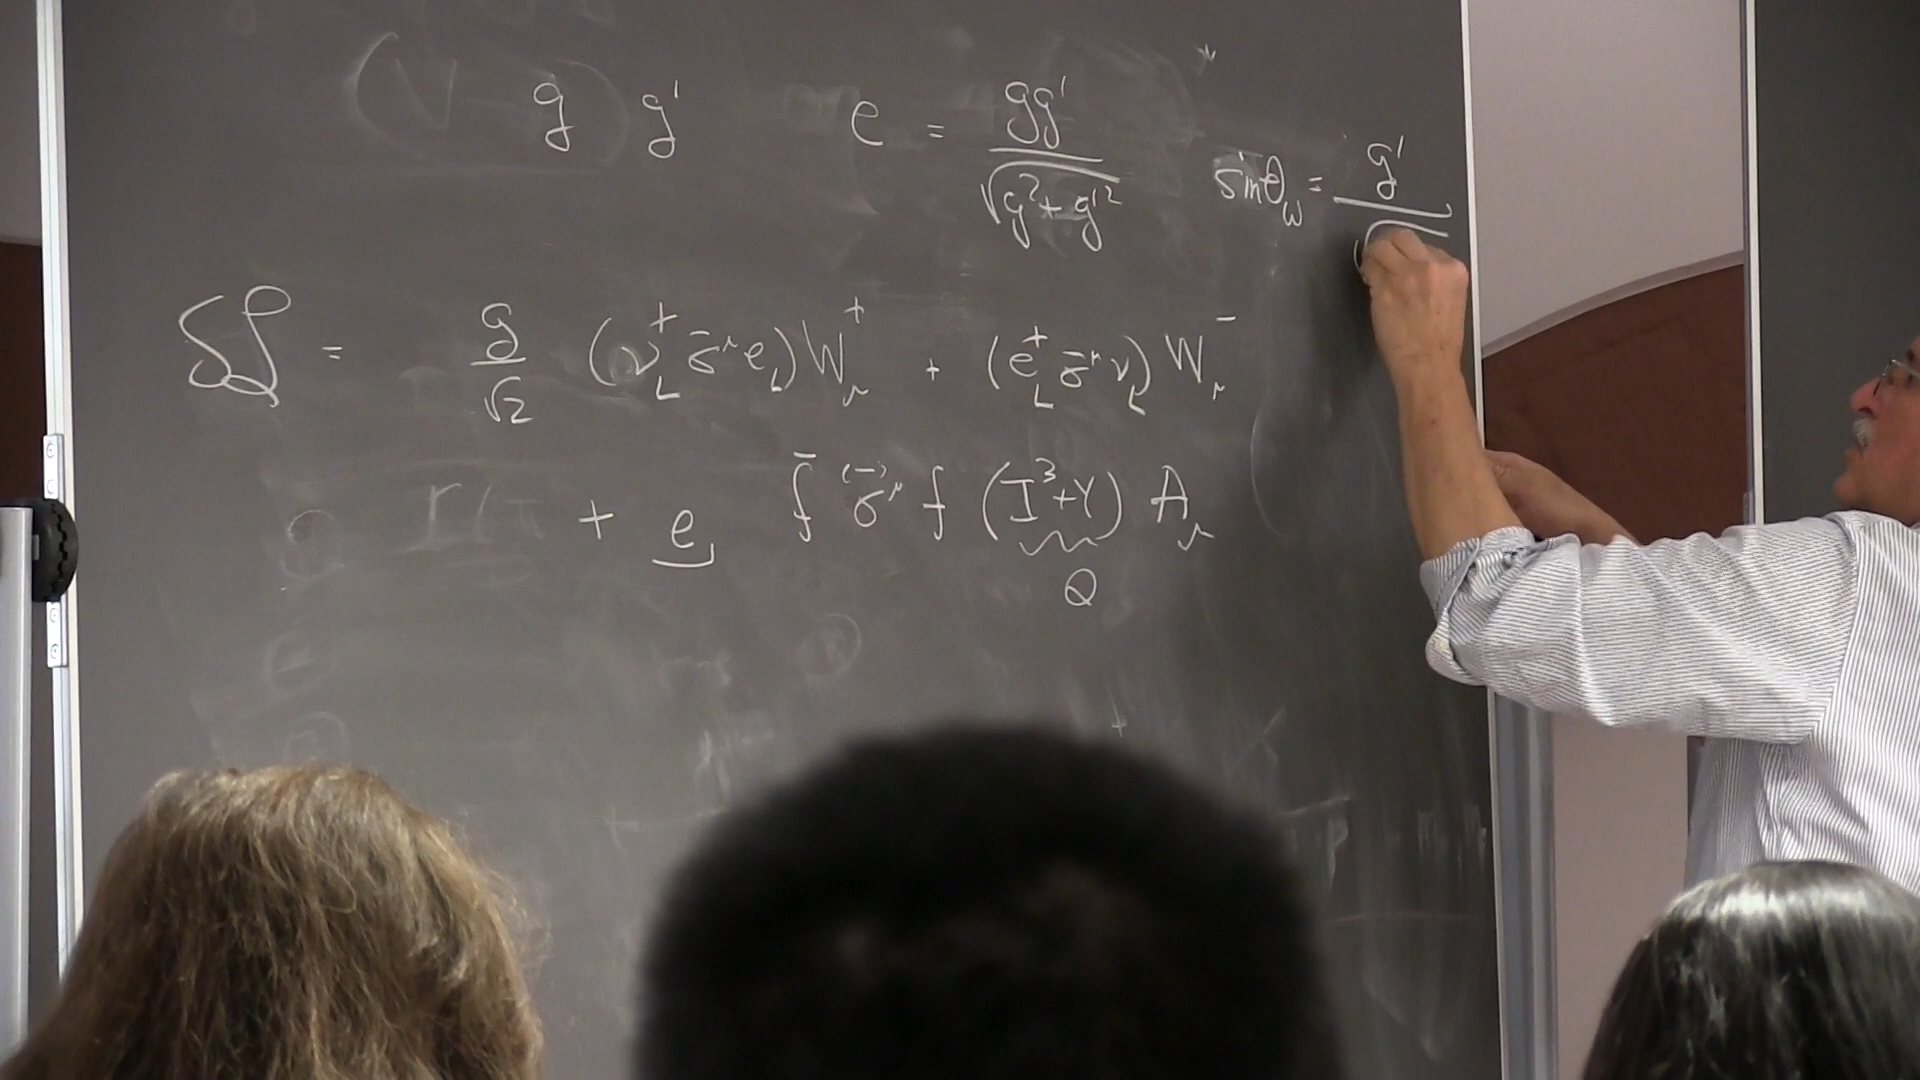 g g' e = gg' / √g²+g'² sinθ_W = g' / √
δℒ = g/√2 (ν_L^† σ̄^μ e_L) W_μ^+ + (e_L^† σ̄^μ ν_L) W_μ^-
+ e f̄ σ^(-)μ f (I³+Y) A_μ
Q